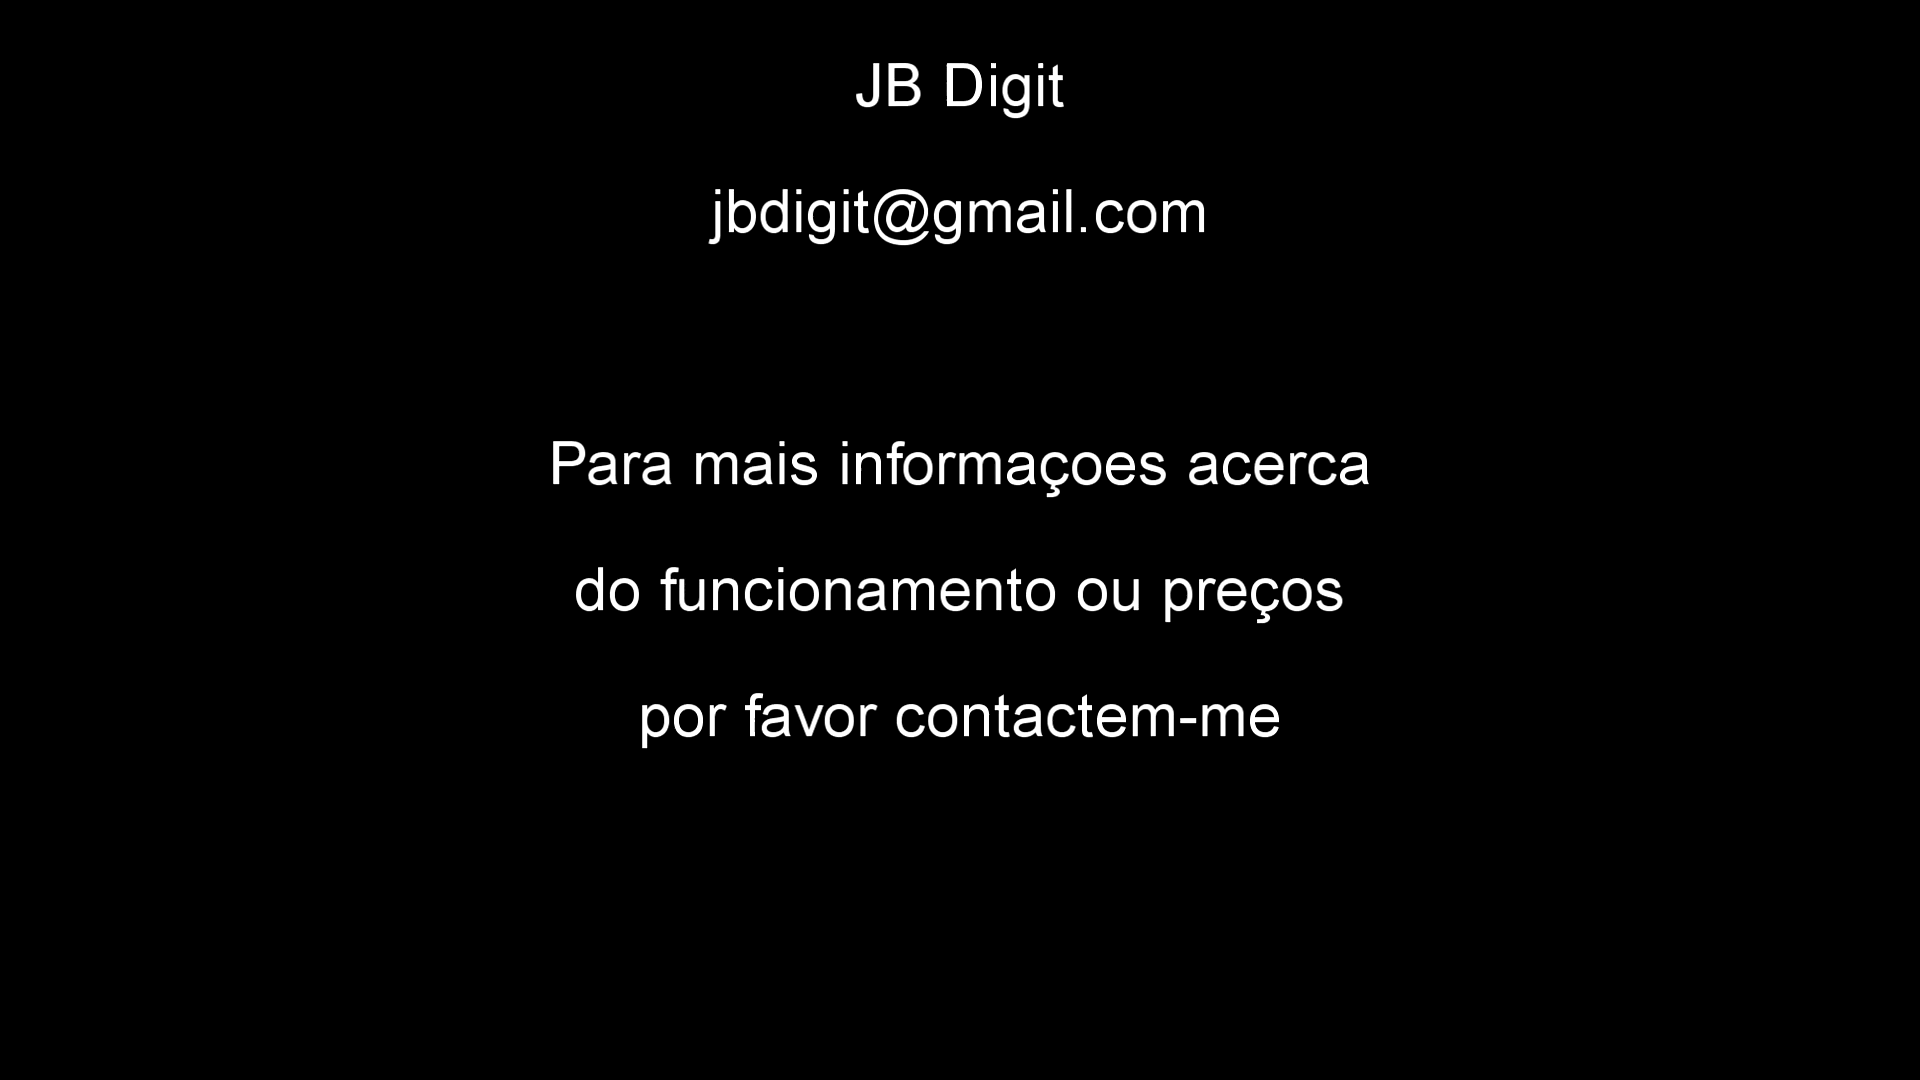 JB Digit
jbdigit@gmail.com
Para mais informaçoes acerca
do funcionamento ou preços
por favor contactem-me